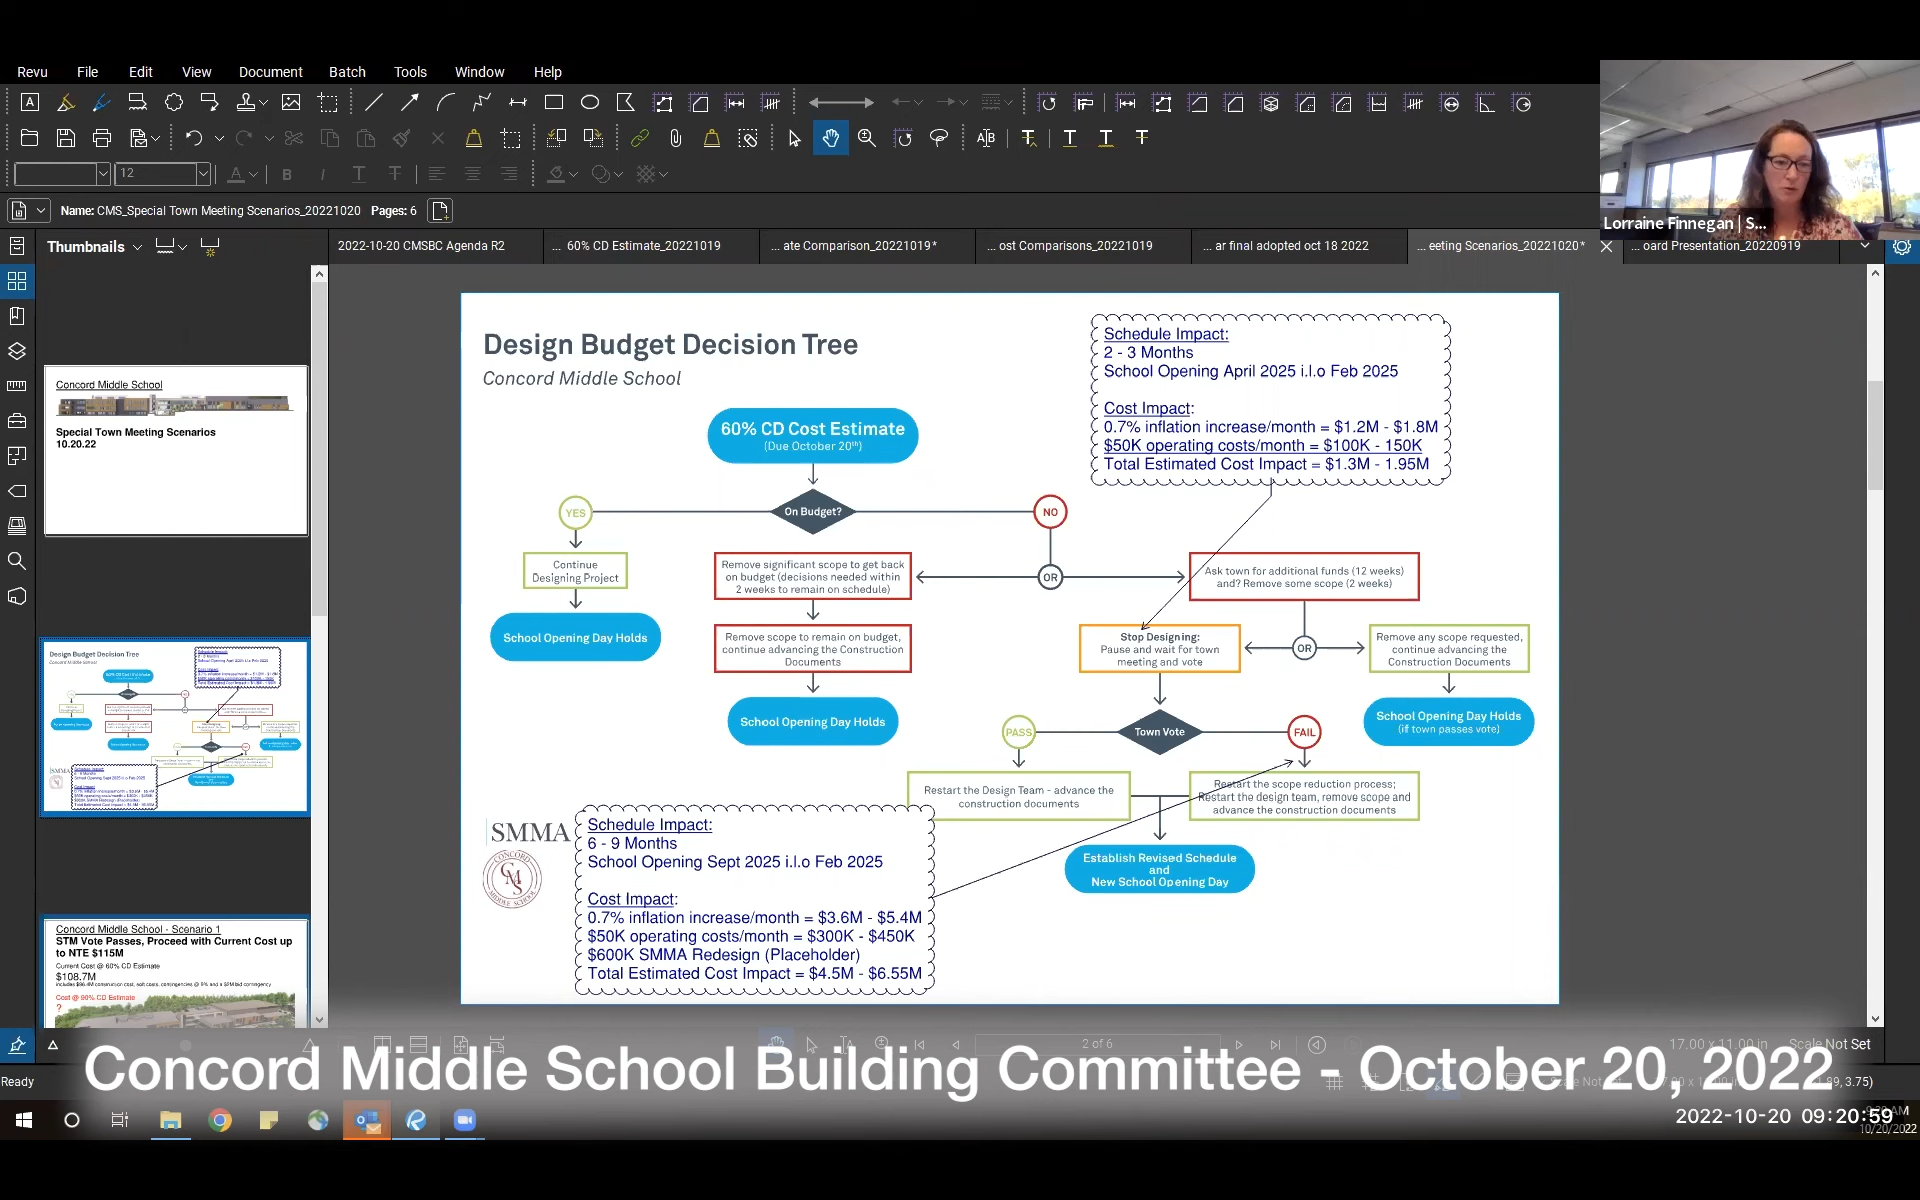 Revu File Edit View Document Batch Tools Window Help
12
Name: CMS_Special Town Meeting Scenarios_20221020 Pages: 6
Lorraine Finnegan | S...
Thumbnails
2022-10-20 CMSBC Agenda R2
... 60% CD Estimate_20221019
... ate Comparison_20221019*
... ost Comparisons_20221019
... ar final adopted oct 18 2022
... eeting Scenarios_20221020*
... oard Presentation_20220919
Concord Middle School
Special Town Meeting Scenarios
10.20.22
Concord Middle School - Scenario 1
STM Vote Passes, Proceed with Current Cost up
to NTE $115M
Current Cost @ 60% CD Estimate
$108.7M
Cost @ 90% CD Estimate
?
Design Budget Decision Tree
Concord Middle School
Schedule Impact:
2 - 3 Months
School Opening April 2025 i.l.o Feb 2025
Cost Impact:
0.7% inflation increase/month = $1.2M - $1.8M
$50K operating costs/month = $100K - 150K
Total Estimated Cost Impact = $1.3M - 1.95M
60% CD Cost Estimate
(Due October 20th)
On Budget?
YES
NO
Continue
Designing Project
School Opening Day Holds
Remove significant scope to get back
on budget (decisions needed within
2 weeks to remain on schedule)
OR
Ask town for additional funds (12 weeks)
and? Remove some scope (2 weeks)
Remove scope to remain on budget,
continue advancing the Construction
Documents
School Opening Day Holds
Stop Designing:
Pause and wait for town
meeting and vote
OR
Remove any scope requested,
continue advancing the
Construction Documents
School Opening Day Holds
(if town passes vote)
PASS
Town Vote
FAIL
Restart the Design Team - advance the
construction documents
Restart the scope reduction process;
Restart the design team, remove scope and
advance the construction documents
Establish Revised Schedule
and
New School Opening Day
SMMA
CONCORD
CMS
MIDDLE SCHOOL
Schedule Impact:
6 - 9 Months
School Opening Sept 2025 i.l.o Feb 2025
Cost Impact:
0.7% inflation increase/month = $3.6M - $5.4M
$50K operating costs/month = $300K - $450K
$600K SMMA Redesign (Placeholder)
Total Estimated Cost Impact = $4.5M - $6.55M
2 of 6
17.00 x 11.00 in Scale Not Set
Ready
Concord Middle School Building Committee - October 20, 2022
2022-10-20 09:20:59
10/20/2022